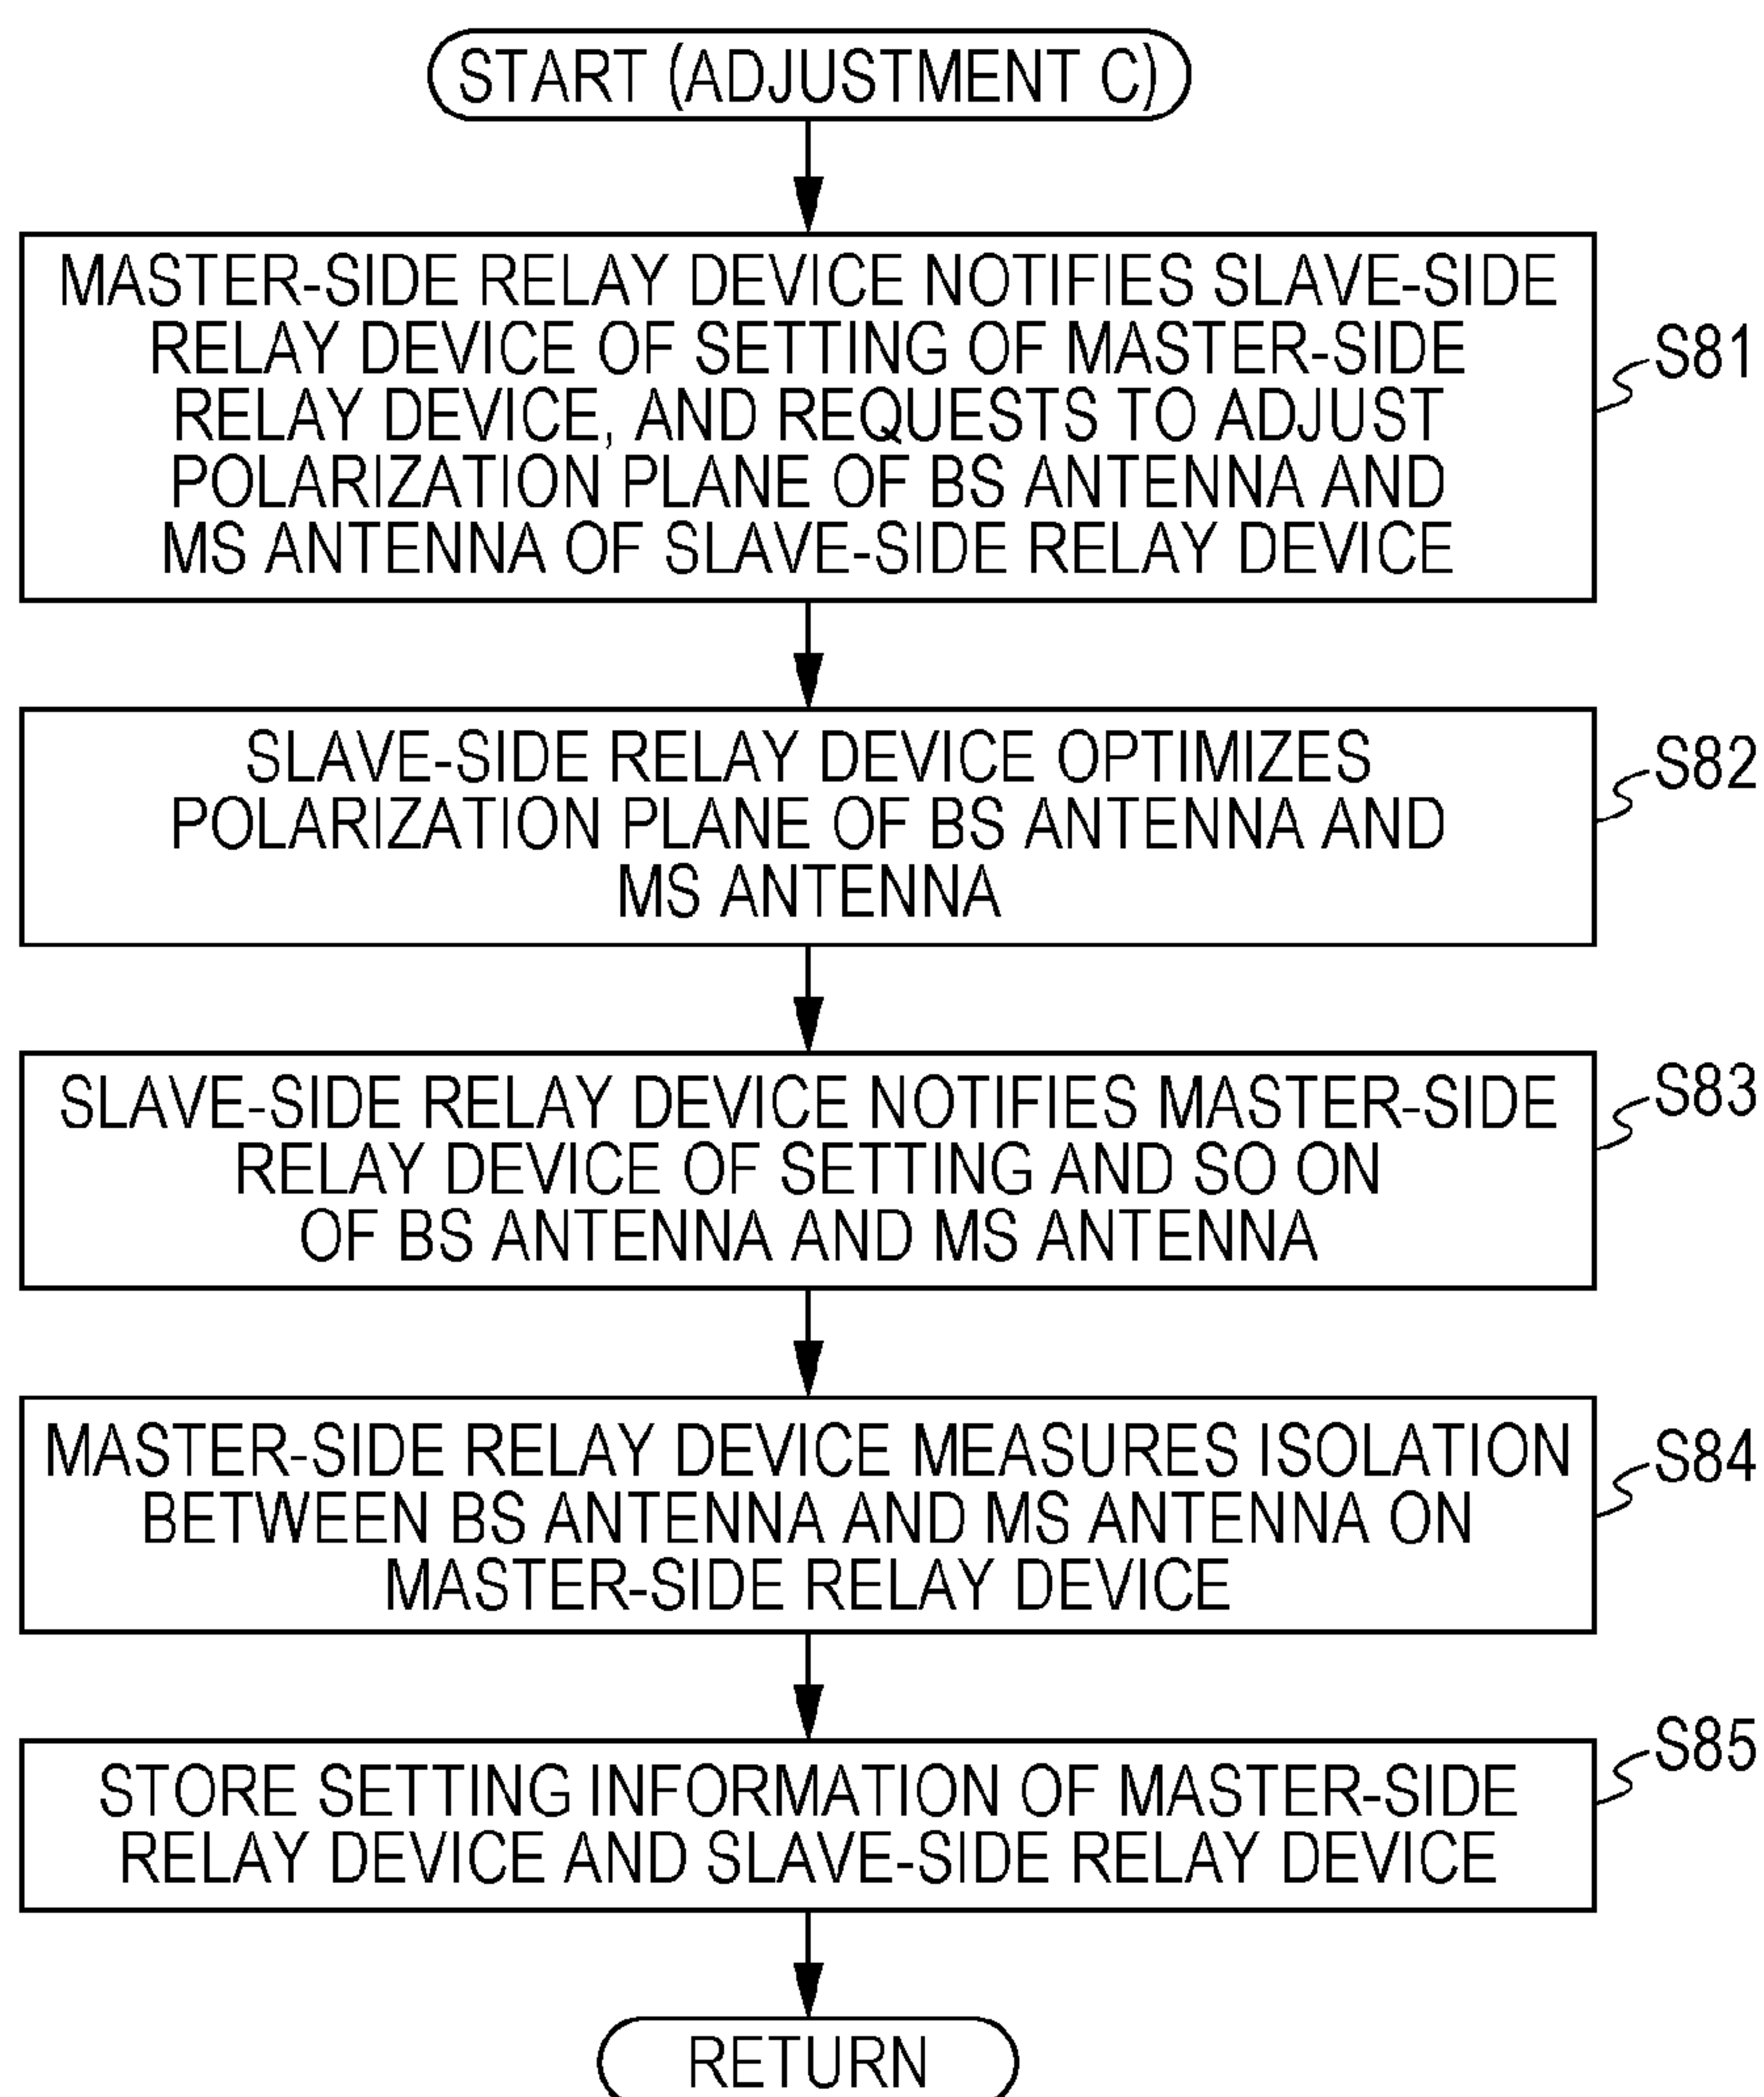 START (ADJUSTMENT C)
MASTER-SIDE RELAY DEVICE NOTIFIES SLAVE-SIDE
RELAY DEVICE OF SETTING OF MASTER-SIDE
RELAY DEVICE, AND REQUESTS TO ADJUST
POLARIZATION PLANE OF BS ANTENNA AND
MS ANTENNA OF SLAVE-SIDE RELAY DEVICE
S81
SLAVE-SIDE RELAY DEVICE OPTIMIZES
POLARIZATION PLANE OF BS ANTENNA AND
MS ANTENNA
S82
SLAVE-SIDE RELAY DEVICE NOTIFIES MASTER-SIDE
RELAY DEVICE OF SETTING AND SO ON
OF BS ANTENNA AND MS ANTENNA
S83
MASTER-SIDE RELAY DEVICE MEASURES ISOLATION
BETWEEN BS ANTENNA AND MS ANTENNA ON
MASTER-SIDE RELAY DEVICE
S84
STORE SETTING INFORMATION OF MASTER-SIDE
RELAY DEVICE AND SLAVE-SIDE RELAY DEVICE
S85
RETURN